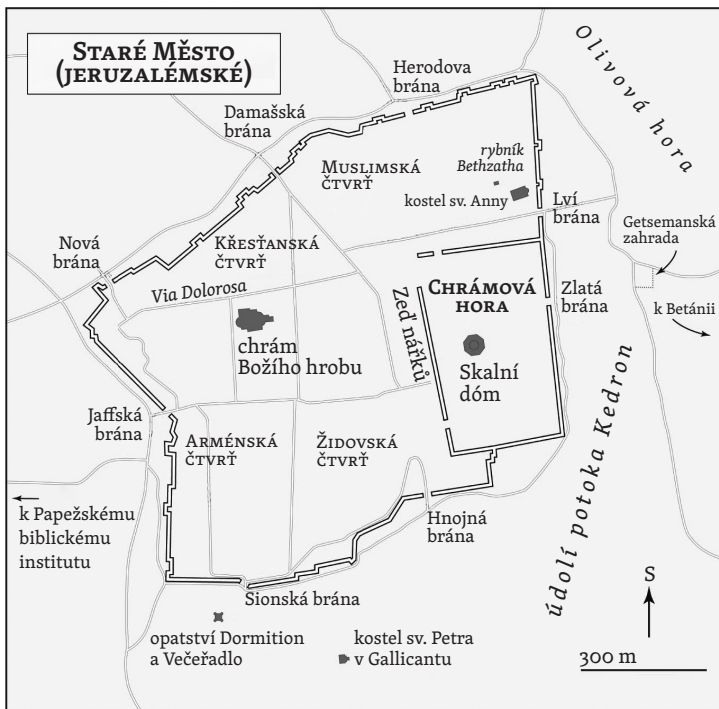 Staré Město
(jeruzalémské)
Olivová hora
Herodova
brána
Damašská
brána
rybník
Bethzatha
Muslimská
čtvrť
kostel sv. Anny
Lví
brána
Getsemanská
zahrada
Nová
brána
Křesťanská
čtvrť
Via Dolorosa
Chrámová
hora
Zlatá
brána
k Betánii
Zeď nářků
chrám
Božího hrobu
Skalní
dóm
Jaffská
brána
Arménská
čtvrť
Židovská
čtvrť
údolí potoka Kedron
k Papežskému
biblickému
institutu
Hnojná
brána
Sionská brána
S
opatství Dormition
a Večeřadlo
kostel sv. Petra
v Gallicantu
300 m